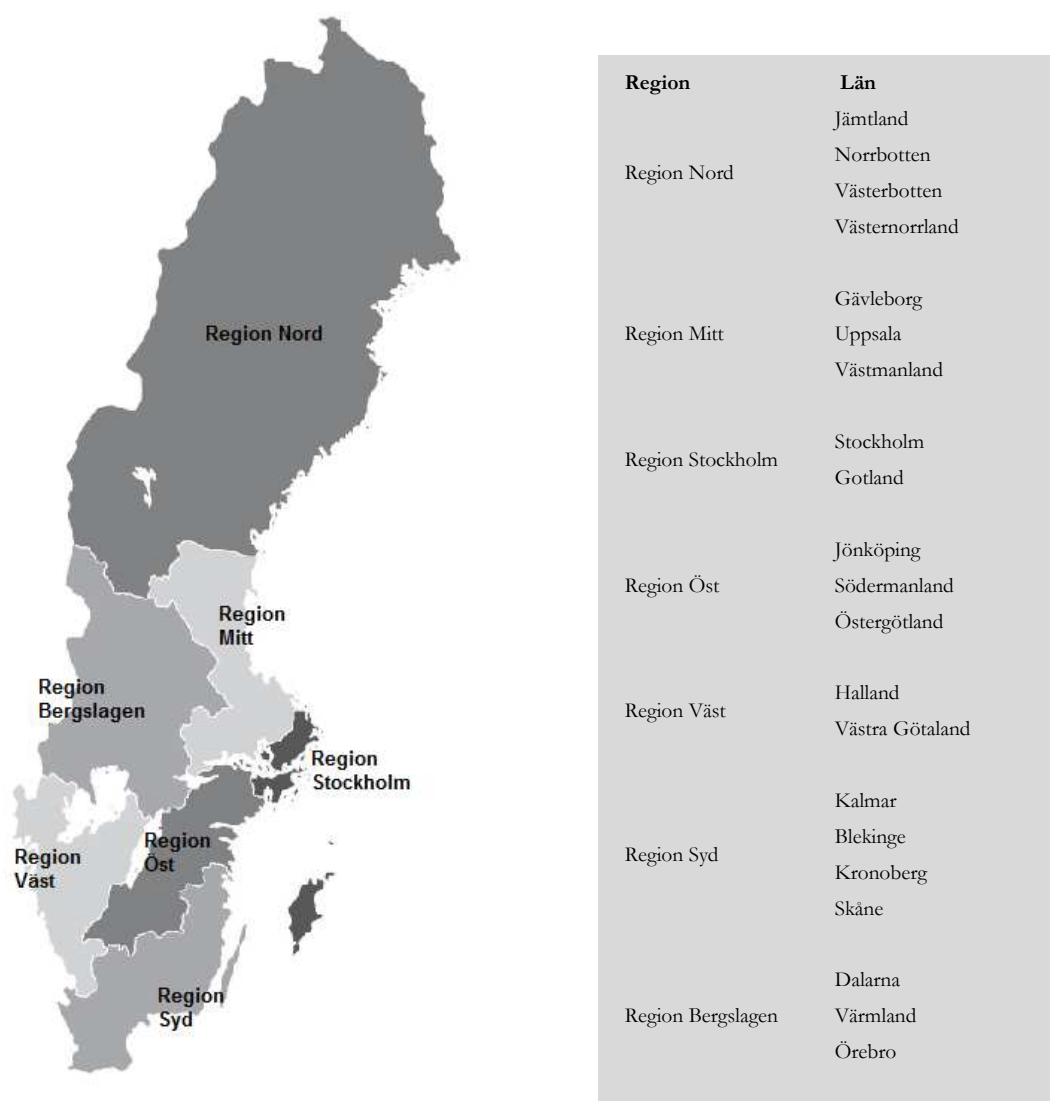 Region Nord
Region
Mitt
Region
Bergslagen
Region
Stockholm
Region
Öst
Region
Väst
Region
Syd
Region Län
Jämtland
Norrbotten
Region Nord
Västerbotten
Västernorrland
Gävleborg
Region Mitt Uppsala
Västmanland
Stockholm
Region Stockholm
Gotland
Jönköping
Region Öst Södermanland
Östergötland
Halland
Region Väst
Västra Götaland
Kalmar
Blekinge
Region Syd
Kronoberg
Skåne
Dalarna
Region Bergslagen Värmland
Örebro